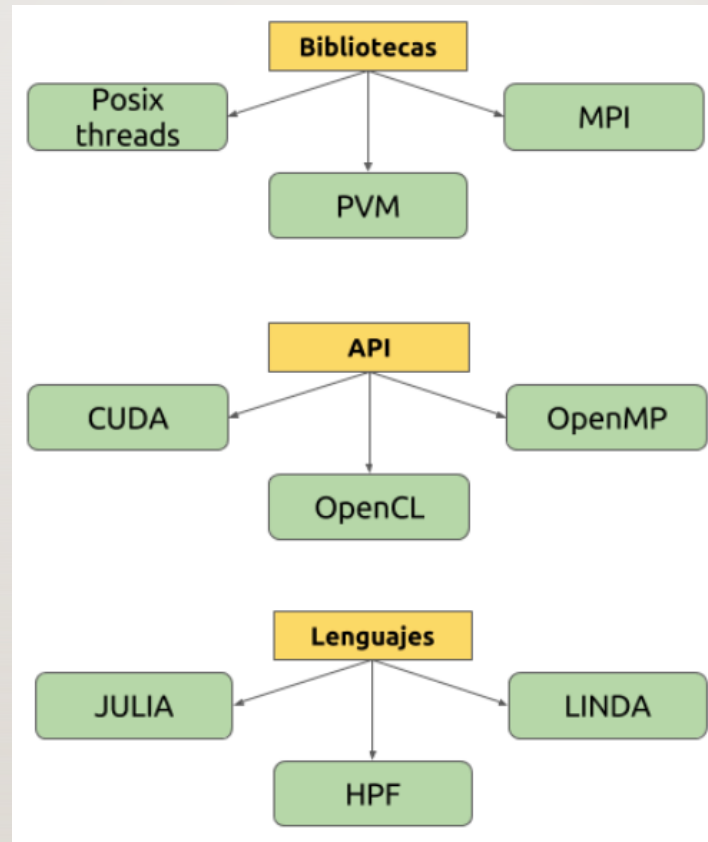 Bibliotecas
Posix
threads
MPI
PVM
API
CUDA
OpenMP
OpenCL
Lenguajes
JULIA
LINDA
HPF